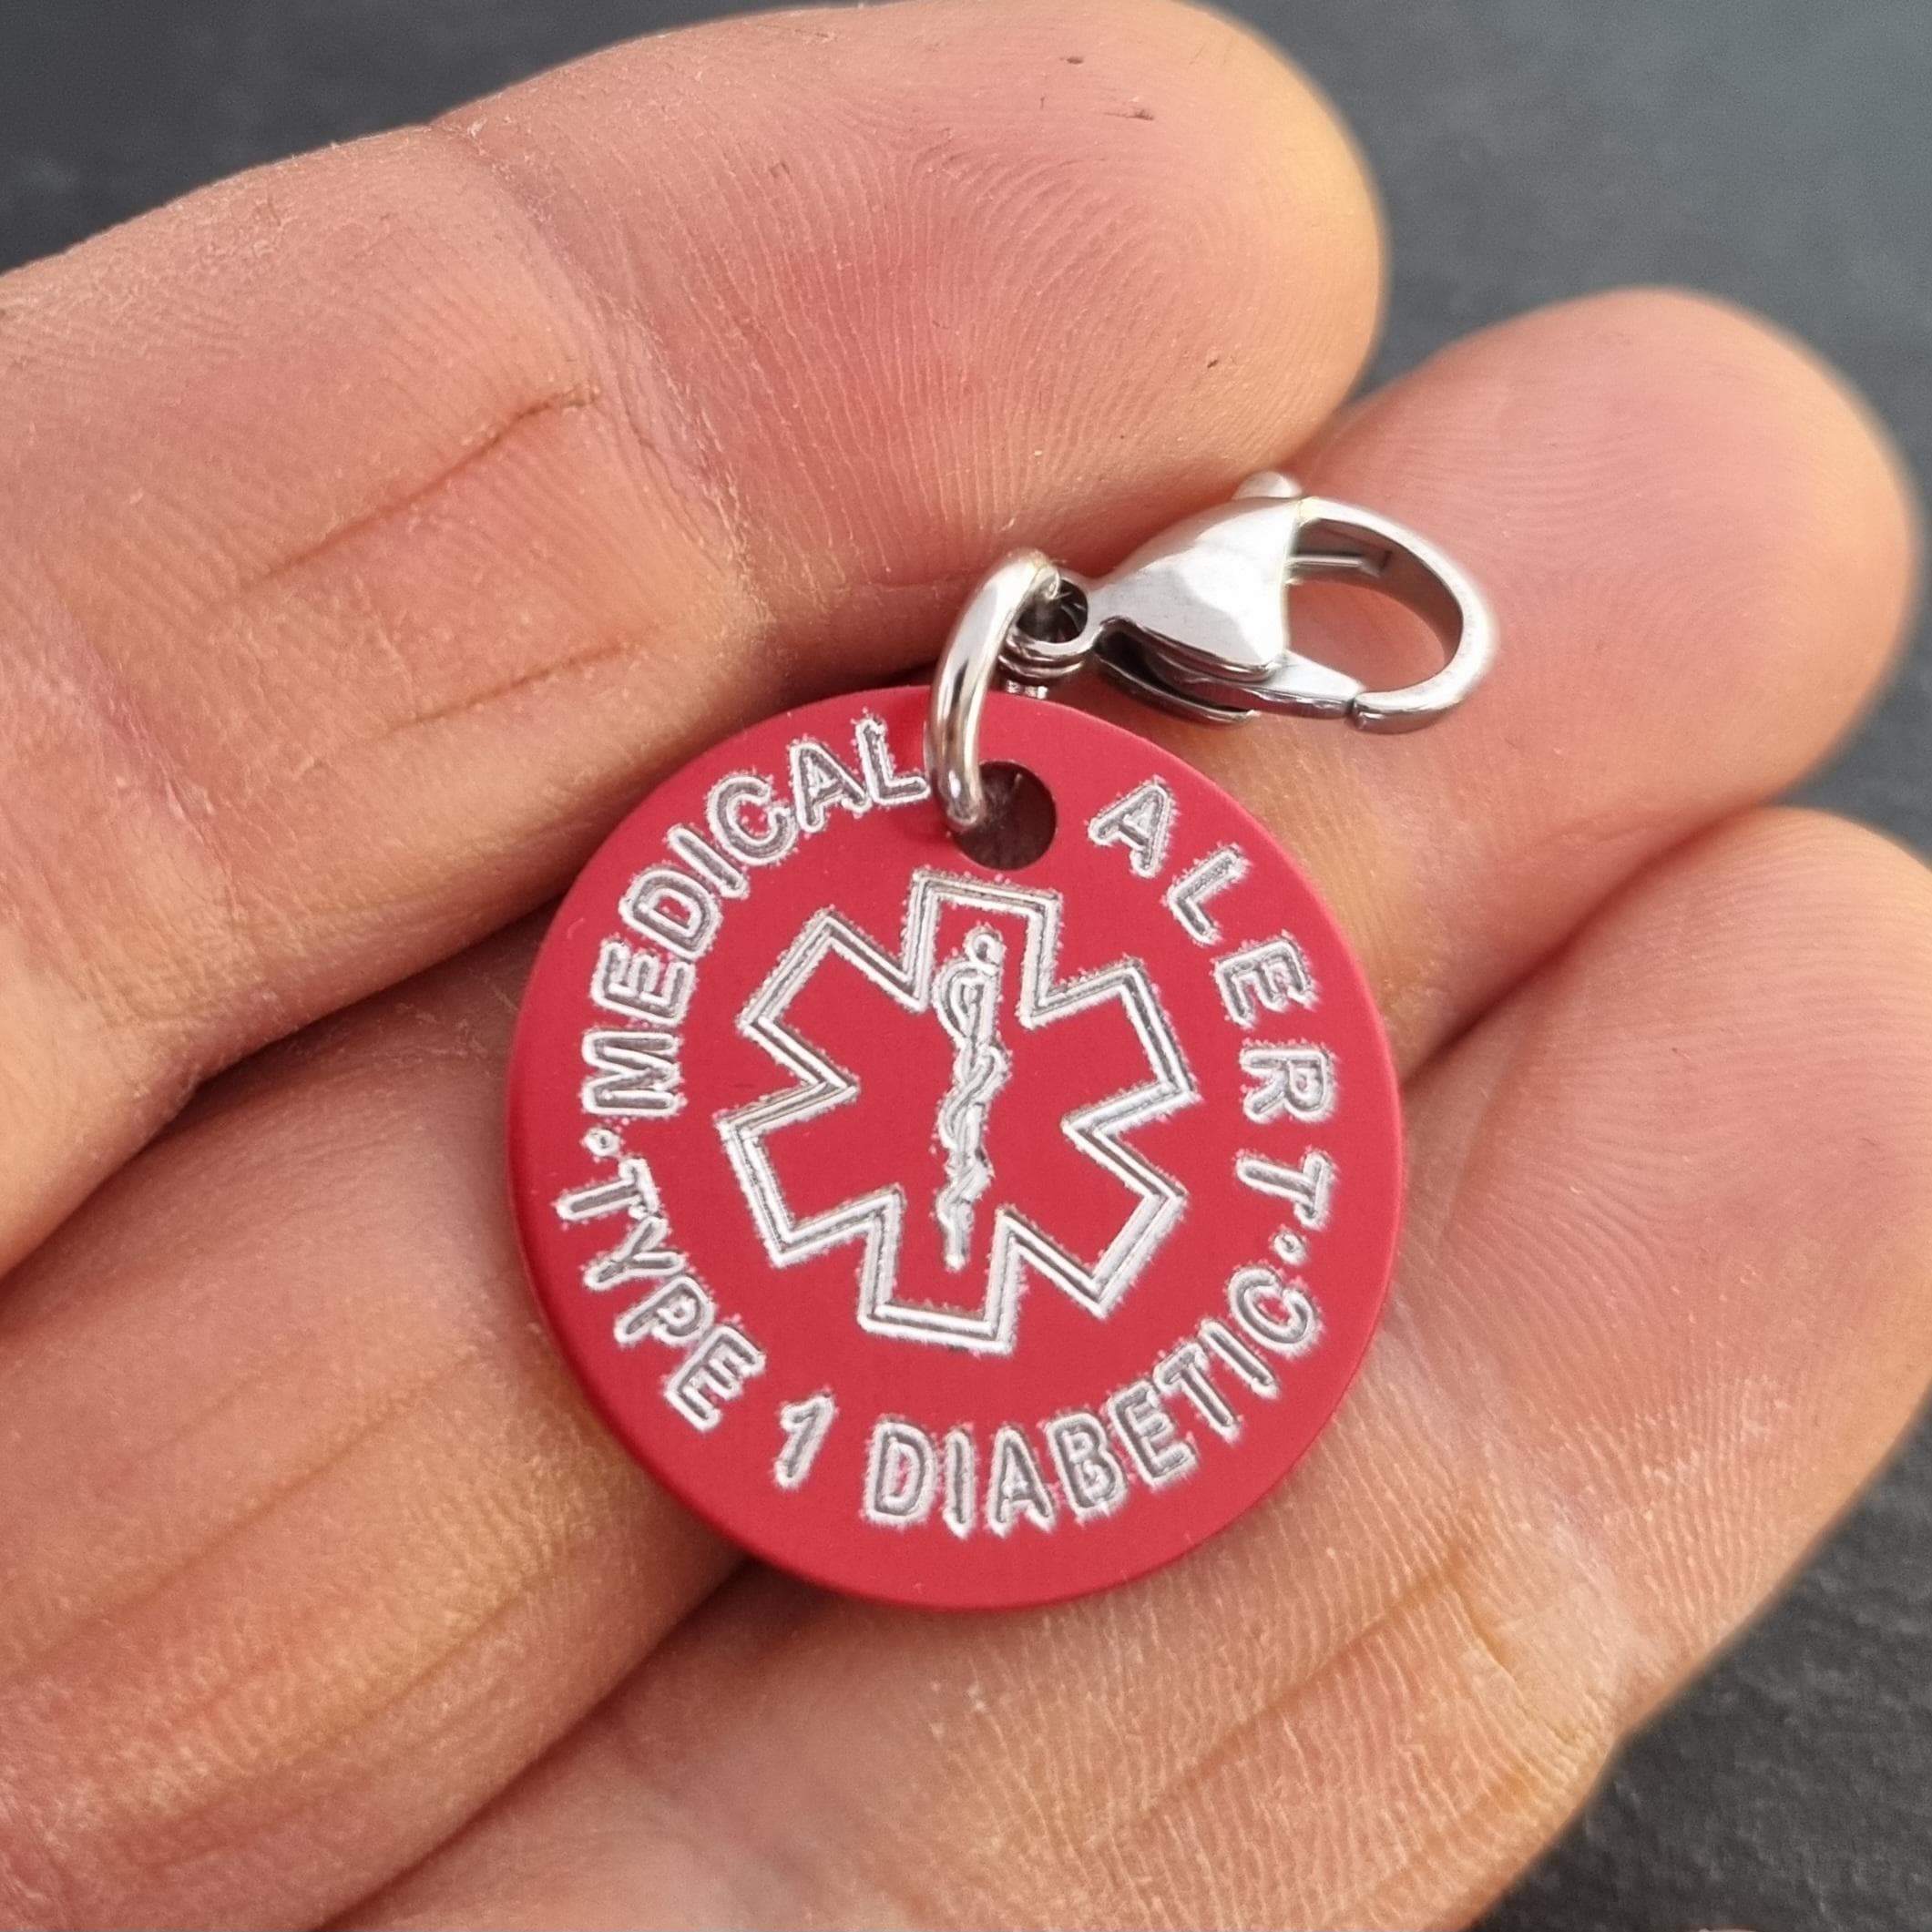 MEDICAL ALERT
·TYPE 1 DIABETIC·